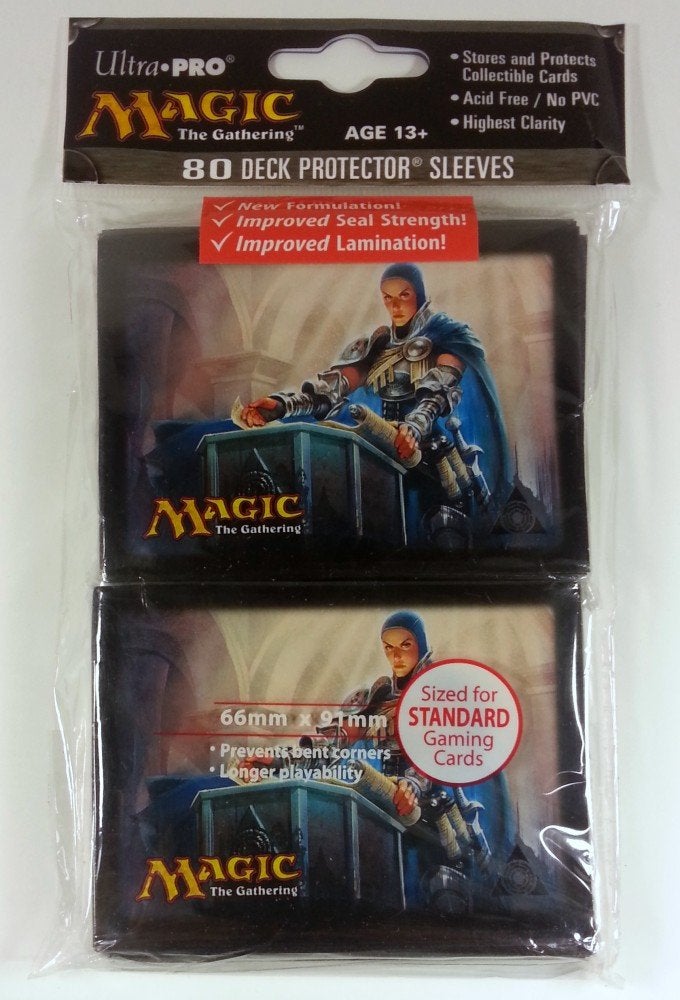 Ultra•PRO®
MAGIC
The Gathering™
AGE 13+
• Stores and Protects
Collectible Cards
• Acid Free / No PVC
• Highest Clarity
80 DECK PROTECTOR® SLEEVES
✓ New Formulation!
✓ Improved Seal Strength!
✓ Improved Lamination!
MAGIC
The Gathering
66mm x 91mm
• Prevents bent corners
• Longer playability
Sized for
STANDARD
Gaming
Cards
MAGIC
The Gathering